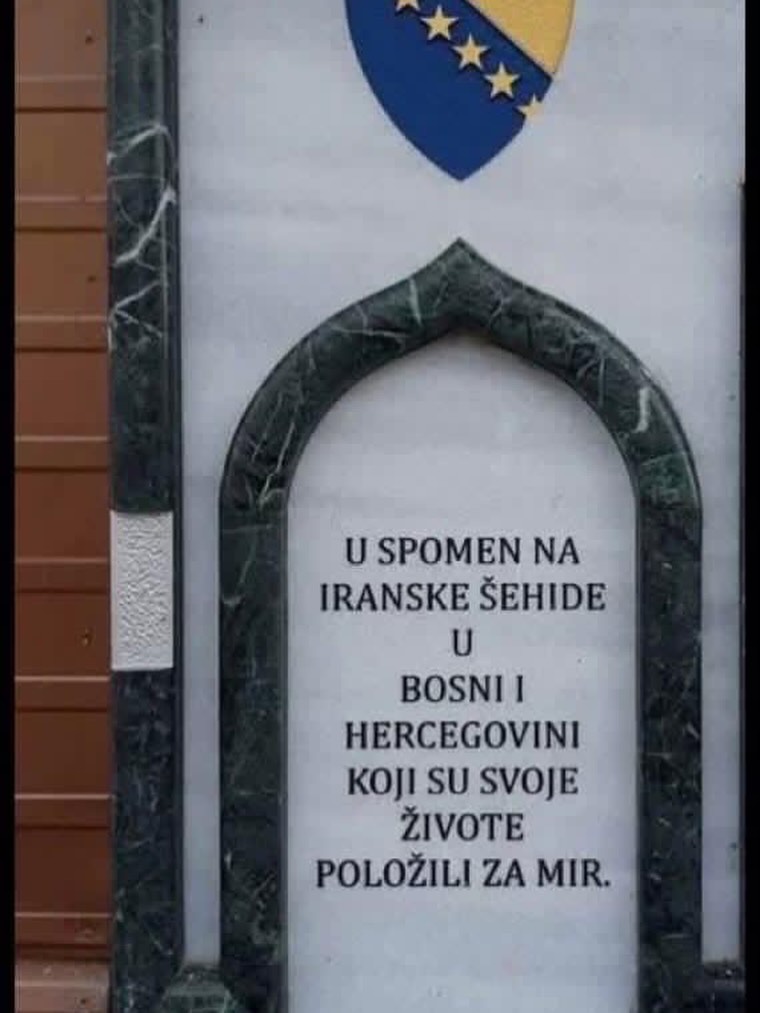 U SPOMEN NA
IRANSKE ŠEHIDE
U
BOSNI I
HERCEGOVINI
KOJI SU SVOJE
ŽIVOTE
POLOŽILI ZA MIR.